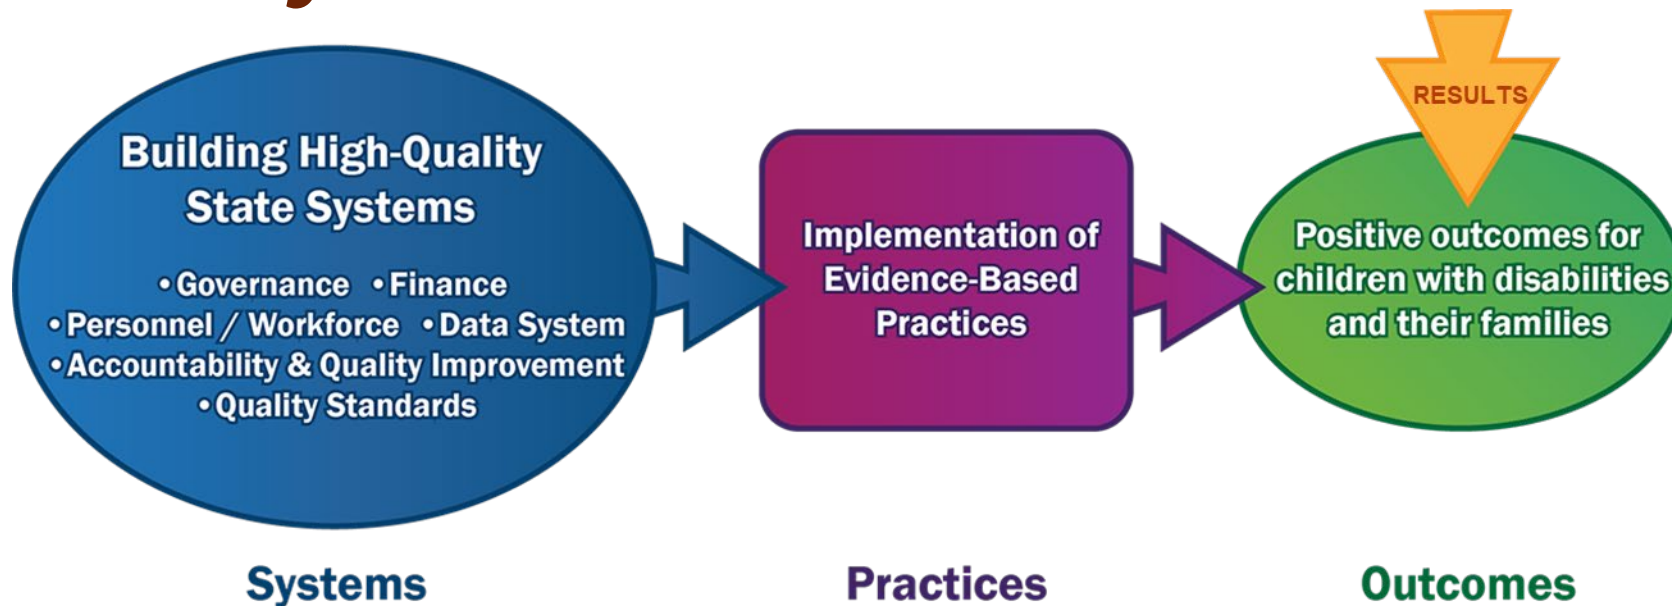 Building High-Quality
State Systems
•Governance •Finance
•Personnel / Workforce •Data System
•Accountability & Quality Improvement
•Quality Standards
Implementation of
Evidence-Based
Practices
RESULTS
Positive outcomes for
children with disabilities
and their families
Systems
Practices
Outcomes